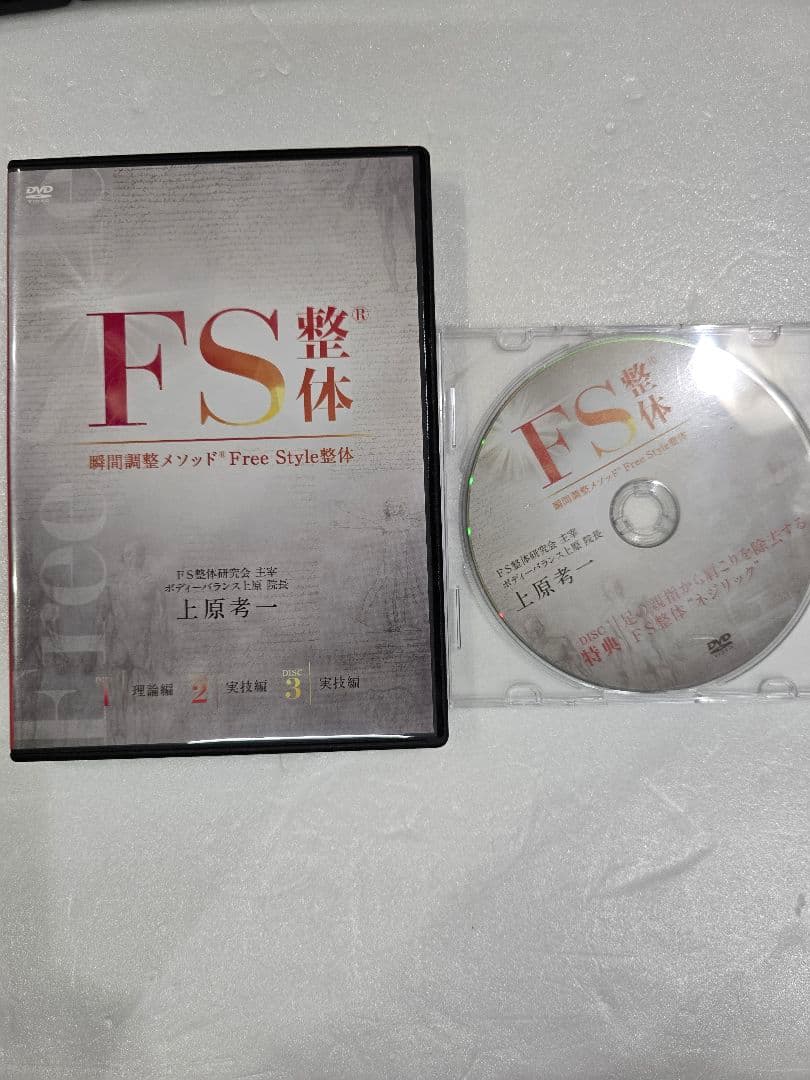 DVD
VIDEO
FS整体®
瞬間調整メソッド® Free Style整体
FS整体研究会 主宰
ボディーバランス上原 院長
上原考一
1 理論編 2 実技編 DISC 3 実技編
Free
FS整体®
瞬間調整メソッド® Free Style整体
FS整体研究会 主宰
ボディーバランス上原 院長
上原考一
DISC 特典
足の親指から肩こりを除去する
FS整体 "ネジリック"
DVD
VIDEO